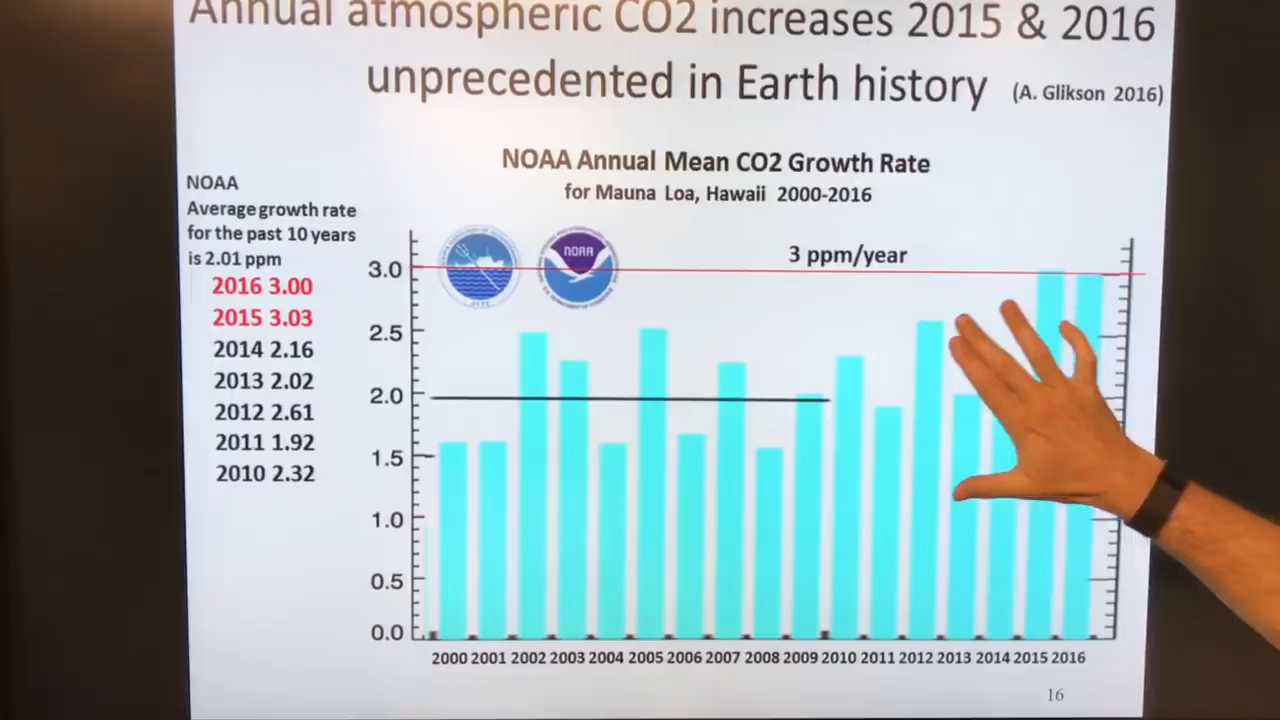 Annual atmospheric CO2 increases 2015 & 2016
unprecedented in Earth history (A. Glikson 2016)
NOAA Annual Mean CO2 Growth Rate
for Mauna Loa, Hawaii 2000-2016
NOAA
Average growth rate
for the past 10 years
is 2.01 ppm
2016 3.00
2015 3.03
2014 2.16
2013 2.02
2012 2.61
2011 1.92
2010 2.32
NOAA
3 ppm/year
3.0
2.5
2.0
1.5
1.0
0.5
0.0
2000 2001 2002 2003 2004 2005 2006 2007 2008 2009 2010 2011 2012 2013 2014 2015 2016
16